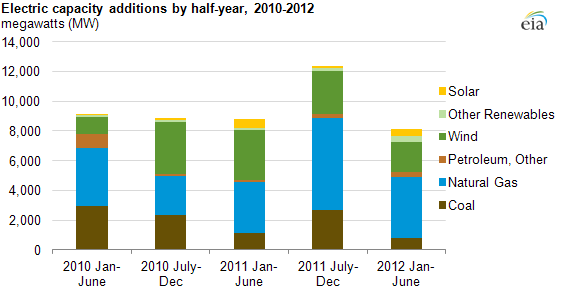 Electric capacity additions by half-year, 2010-2012
megawatts (MW)
eia
14,000
12,000
10,000
8,000
6,000
4,000
2,000
0
2010 Jan-
June
2010 July-
Dec
2011 Jan-
June
2011 July-
Dec
2012 Jan-
June
Solar
Other Renewables
Wind
Petroleum, Other
Natural Gas
Coal